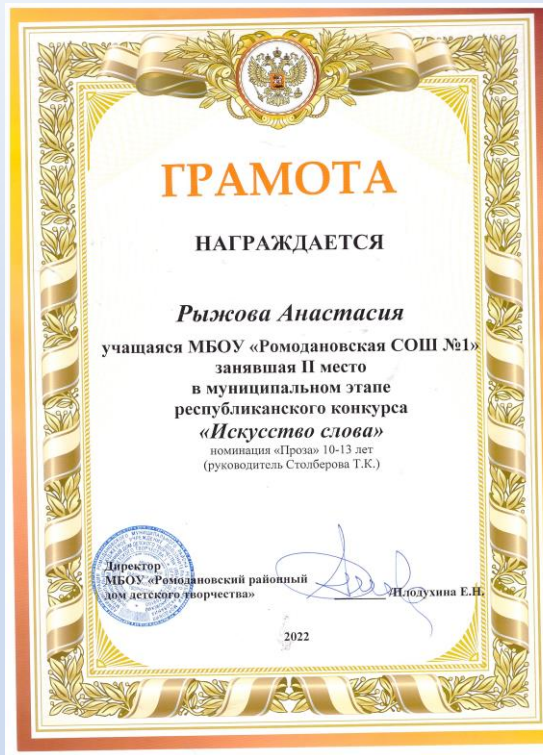 ГРАМОТА
НАГРАЖДАЕТСЯ
Рыжова Анастасия
учащаяся МБОУ «Ромодановская СОШ №1»
занявшая II место
в муниципальном этапе
республиканского конкурса
«Искусство слова»
номинация «Проза» 10-13 лет
(руководитель Столберова Т.К.)
Директор
МБОУ «Ромодановский районный
дом детского творчества» /Плодухина Е.Н.
2022